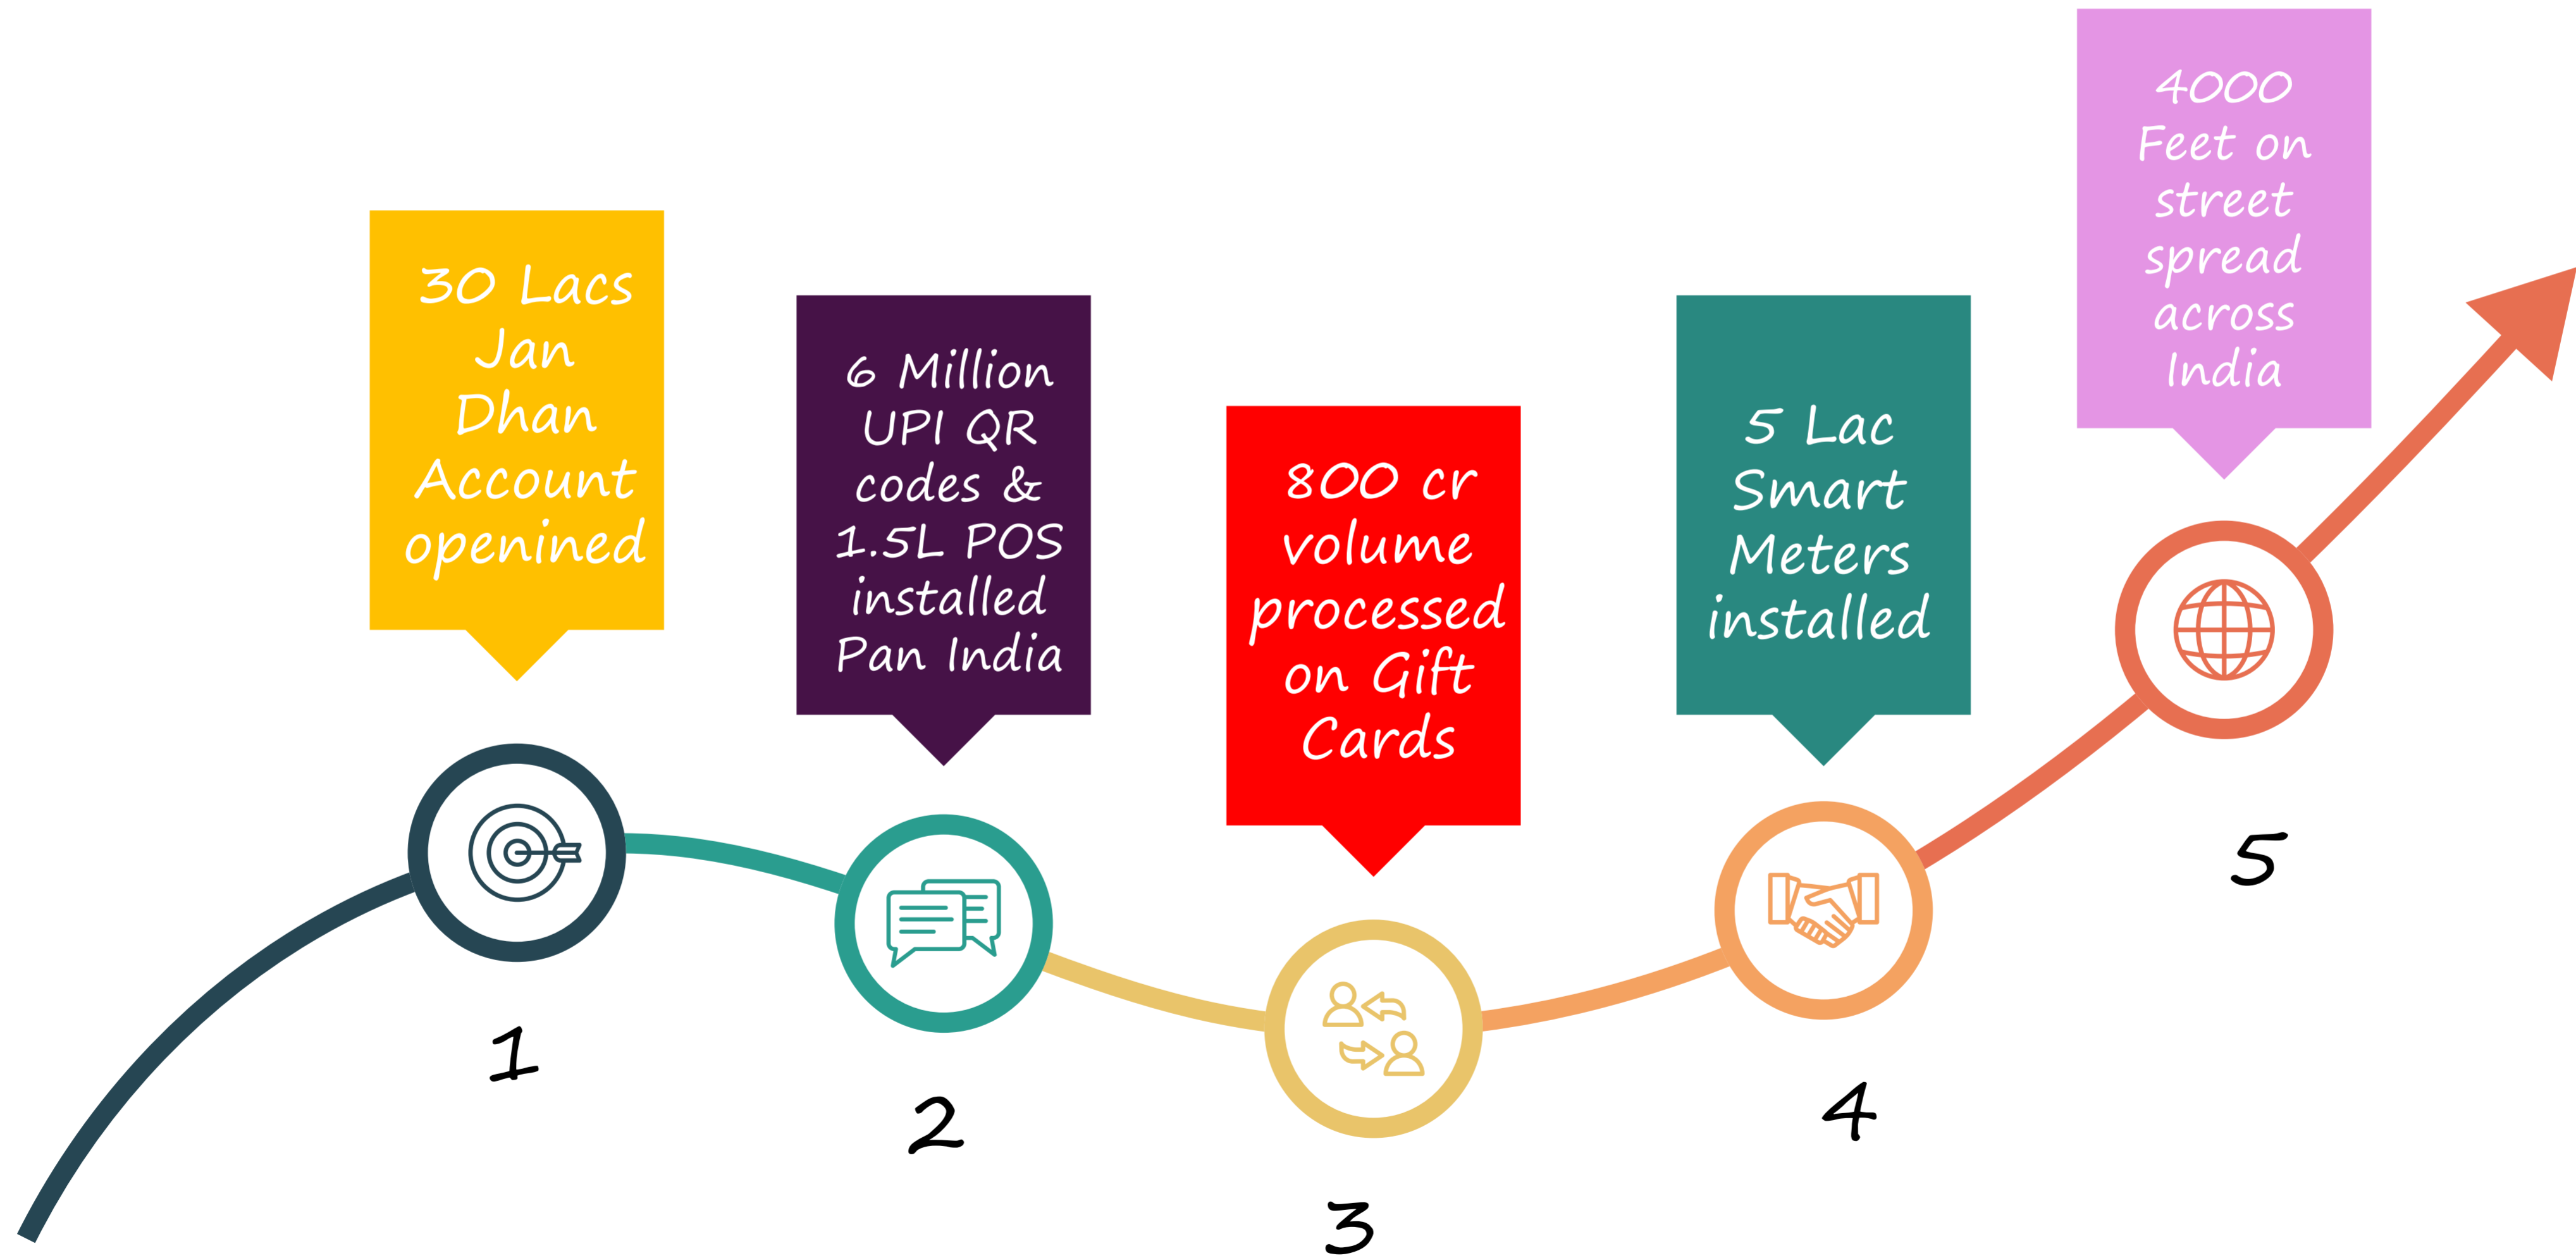 30 Lacs
Jan
Dhan
Account
openined
1
6 Million
UPI QR
codes &
1.5L POS
installed
Pan India
2
800 cr
volume
processed
on Gift
Cards
3
5 Lac
Smart
Meters
installed
4
4000
Feet on
street
spread
across
India
5